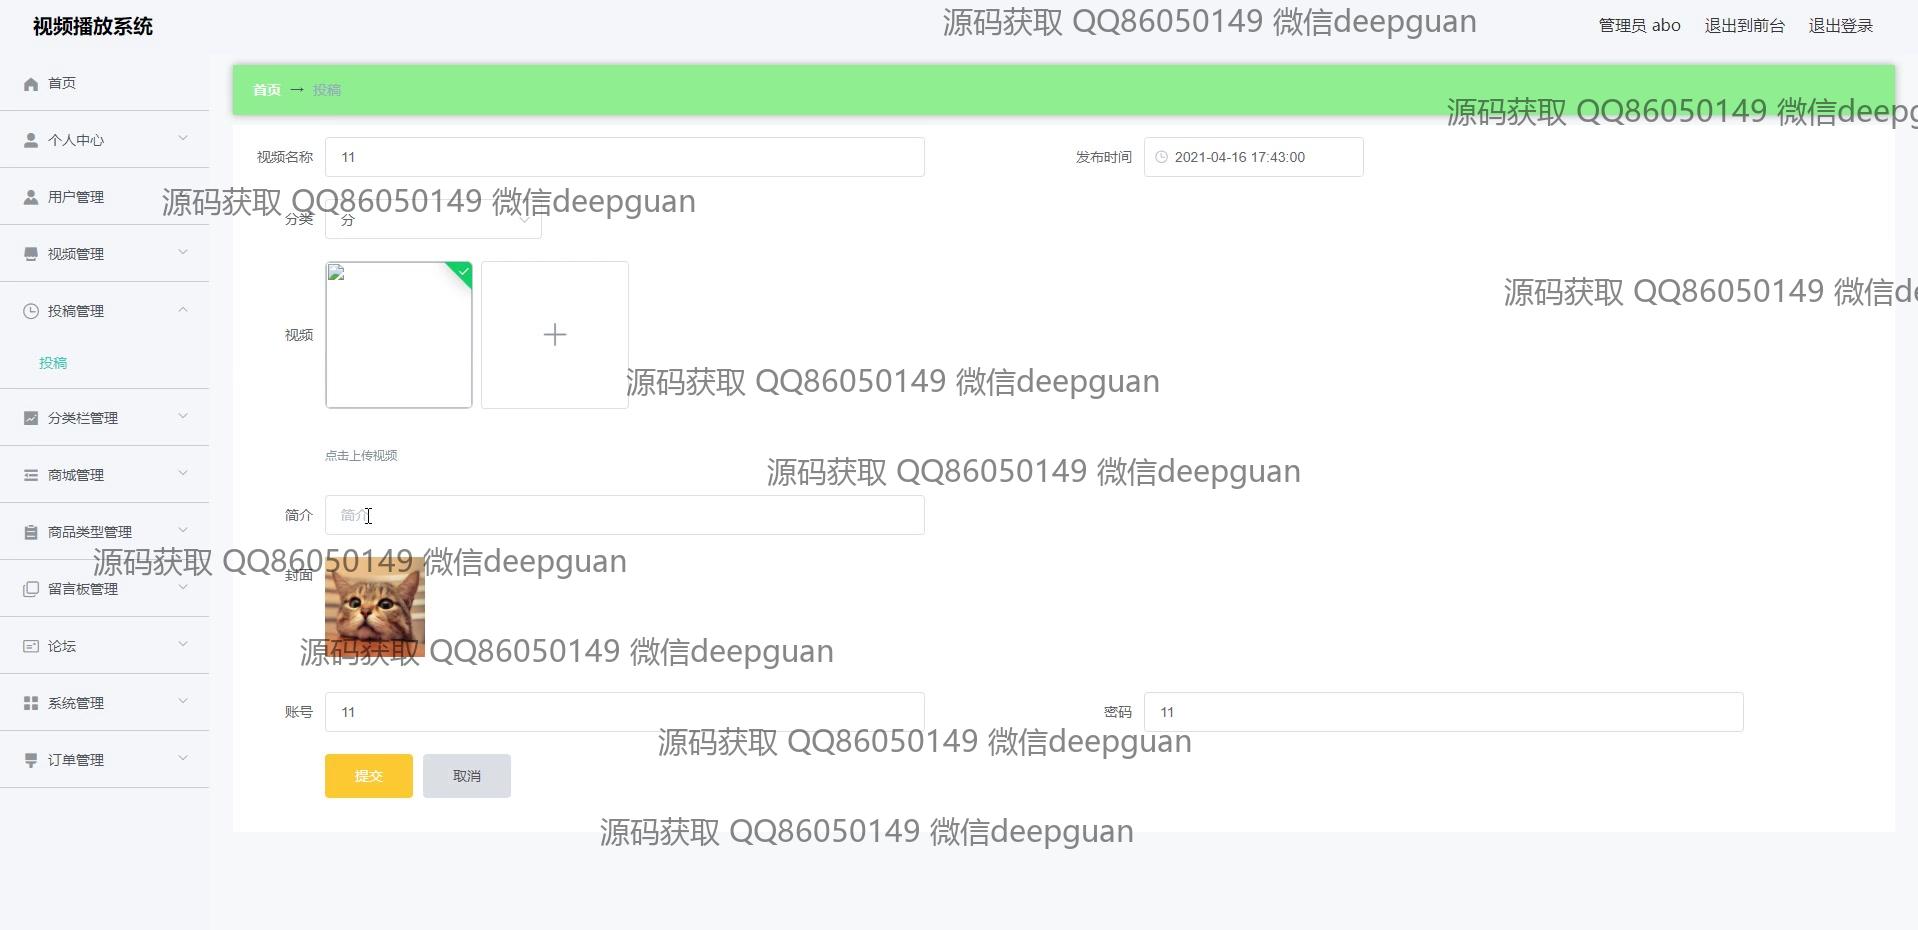 视频播放系统
源码获取 QQ86050149 微信deepguan
管理员 abo
退出到前台
退出登录
首页
首页 → 投稿
源码获取 QQ86050149 微信deepg
个人中心
视频名称
11
发布时间
2021-04-16 17:43:00
用户管理
源码获取 QQ86050149 微信deepguan
分类
分
视频管理
源码获取 QQ86050149 微信de
投稿管理
视频
投稿
源码获取 QQ86050149 微信deepguan
分类栏管理
点击上传视频
商城管理
源码获取 QQ86050149 微信deepguan
简介
简介
商品类型管理
源码获取 QQ86050149 微信deepguan
封面
留言板管理
论坛
源码获取 QQ86050149 微信deepguan
系统管理
账号
11
密码
11
源码获取 QQ86050149 微信deepguan
订单管理
提交
取消
源码获取 QQ86050149 微信deepguan